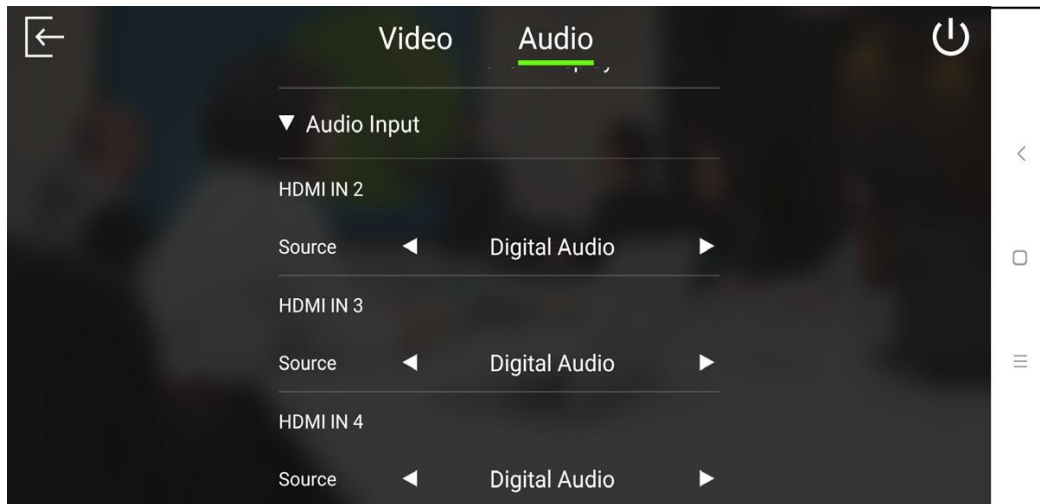 Video Audio
▼ Audio Input
HDMI IN 2
Source ◀ Digital Audio ▶
HDMI IN 3
Source ◀ Digital Audio ▶
HDMI IN 4
Source ◀ Digital Audio ▶